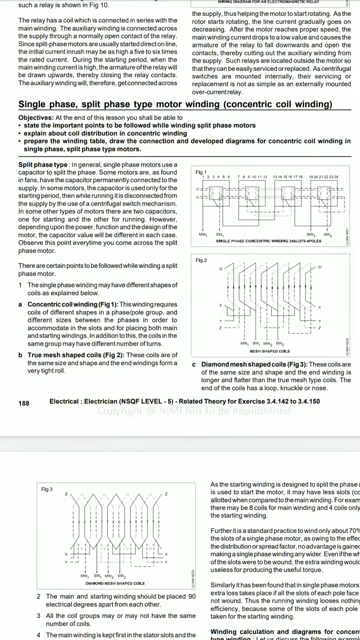 such a relay is shown in Fig 10.
The relay has a coil which is connected in series with the
main winding. The auxiliary winding is connected across
the supply through a normally open contact of the relay.
Since split-phase motors are usually started direct on line,
the initial current inrush may be as high a five to six times
the rated current. During the starting period, when the
main winding current is high, the armature of the relay will
be drawn upwards, thereby closing the relay contacts.
The auxiliary winding will, therefore, get connected across
WIRING DIAGRAM FOR AN ELECTROMAGNETIC RELAY
the supply, thus helping the motor to start rotating. As the
rotor starts rotating, the line current gradually goes on
decreasing. After the motor reaches proper speed, the
main winding current drops to a low value and causes the
armature of the relay to fall downwards and open the
contacts, thereby cutting out the auxiliary winding from
the supply. Such relays are located outside the motor so
that they can be easily serviced or replaced. As centrifugal
switches are mounted internally, their servicing or
replacement is not as simple as an externally mounted
over-current relay.
Single phase, split phase type motor winding (concentric coil winding)
Objectives: At the end of this lesson you shall be able to
• state the important points to be followed while winding split phase motors
• explain about coil distribution in concentric winding
• prepare the winding table, draw the connection and developed diagrams for concentric coil winding in
single phase, split phase type motors.
Split phase type : In general, single phase motors use a
capacitor to split the phase. Some motors are, as found
in fans, have the capacitor permanently connected to the
supply. In some motors, the capacitor is used only for the
starting period, then while running it is disconnected from
the supply by the use of a centrifugal switch mechanism.
In some other types of motors there are two capacitors,
one for starting and the other for running. However,
depending upon the power, function and the design of
the motor, the capacitor value will be different in each case.
Observe this point everytime you come across the split
phase motor.
There are certain points to be followed while winding a split
phase motor.
1 The single phase winding may have different shapes of
coils as explained below.
a Concentric coil winding (Fig 1): This winding requires
coils of different shapes in a phase/pole group, and
different sizes between the phases in order to
accommodate in the slots and for placing both main
and starting windings. In addition to this, the coils in the
same group may have different number of turns.
b True mesh shaped coils (Fig 2): These coils are of
the same size and shape and the end windings form a
very tight roll.
Fig 1
SINGLE PHASE CONCENTRIC WINDING 24SLOTS 4POLES
Fig 2
MESH SHAPED COILS
c Diamond mesh shaped coils (Fig 3): These coils are
of the same size and shape and the end winding is
longer and flatter than the true mesh type coils. The
end of the coils has a loop, knuckle or nose.
188
Electrical : Electrician (NSQF LEVEL - 5) - Related Theory for Exercise 3.4.142 to 3.4.150
Copyright @ NIMI Not to be Republished
Fig 3
DIAMOND MESH SHAPED COILS
2 The main and starting winding should be placed 90
electrical degrees apart from each other.
3 All the coil groups may or may not have the same
number of coils.
4 The main winding is kept first in the stator slots and the
As the starting winding is designed to split the phase a
is used to start the motor, it may have less slots (co
allotted when compared to the main winding. For exam
there may be 8 coils for main winding and 4 coils only
the starting winding.
Further it is a standard practice to wind only about 70%
the slots of a single phase motor, as owing to the effec
the distribution or spread factor, no advantage is gained
making a single phase winding any wider. Even if the wh
of the slots were to be wound, the extra winding would
useless for producing the useful torque.
Similarly it has been found that in single phase motors
extra loss takes place if all the slots of each pole face
not wound. Thus the running winding looses nothing
efficiency, because some of the slots of each pole
taken for starting winding.
Winding calculation and diagrams for concent